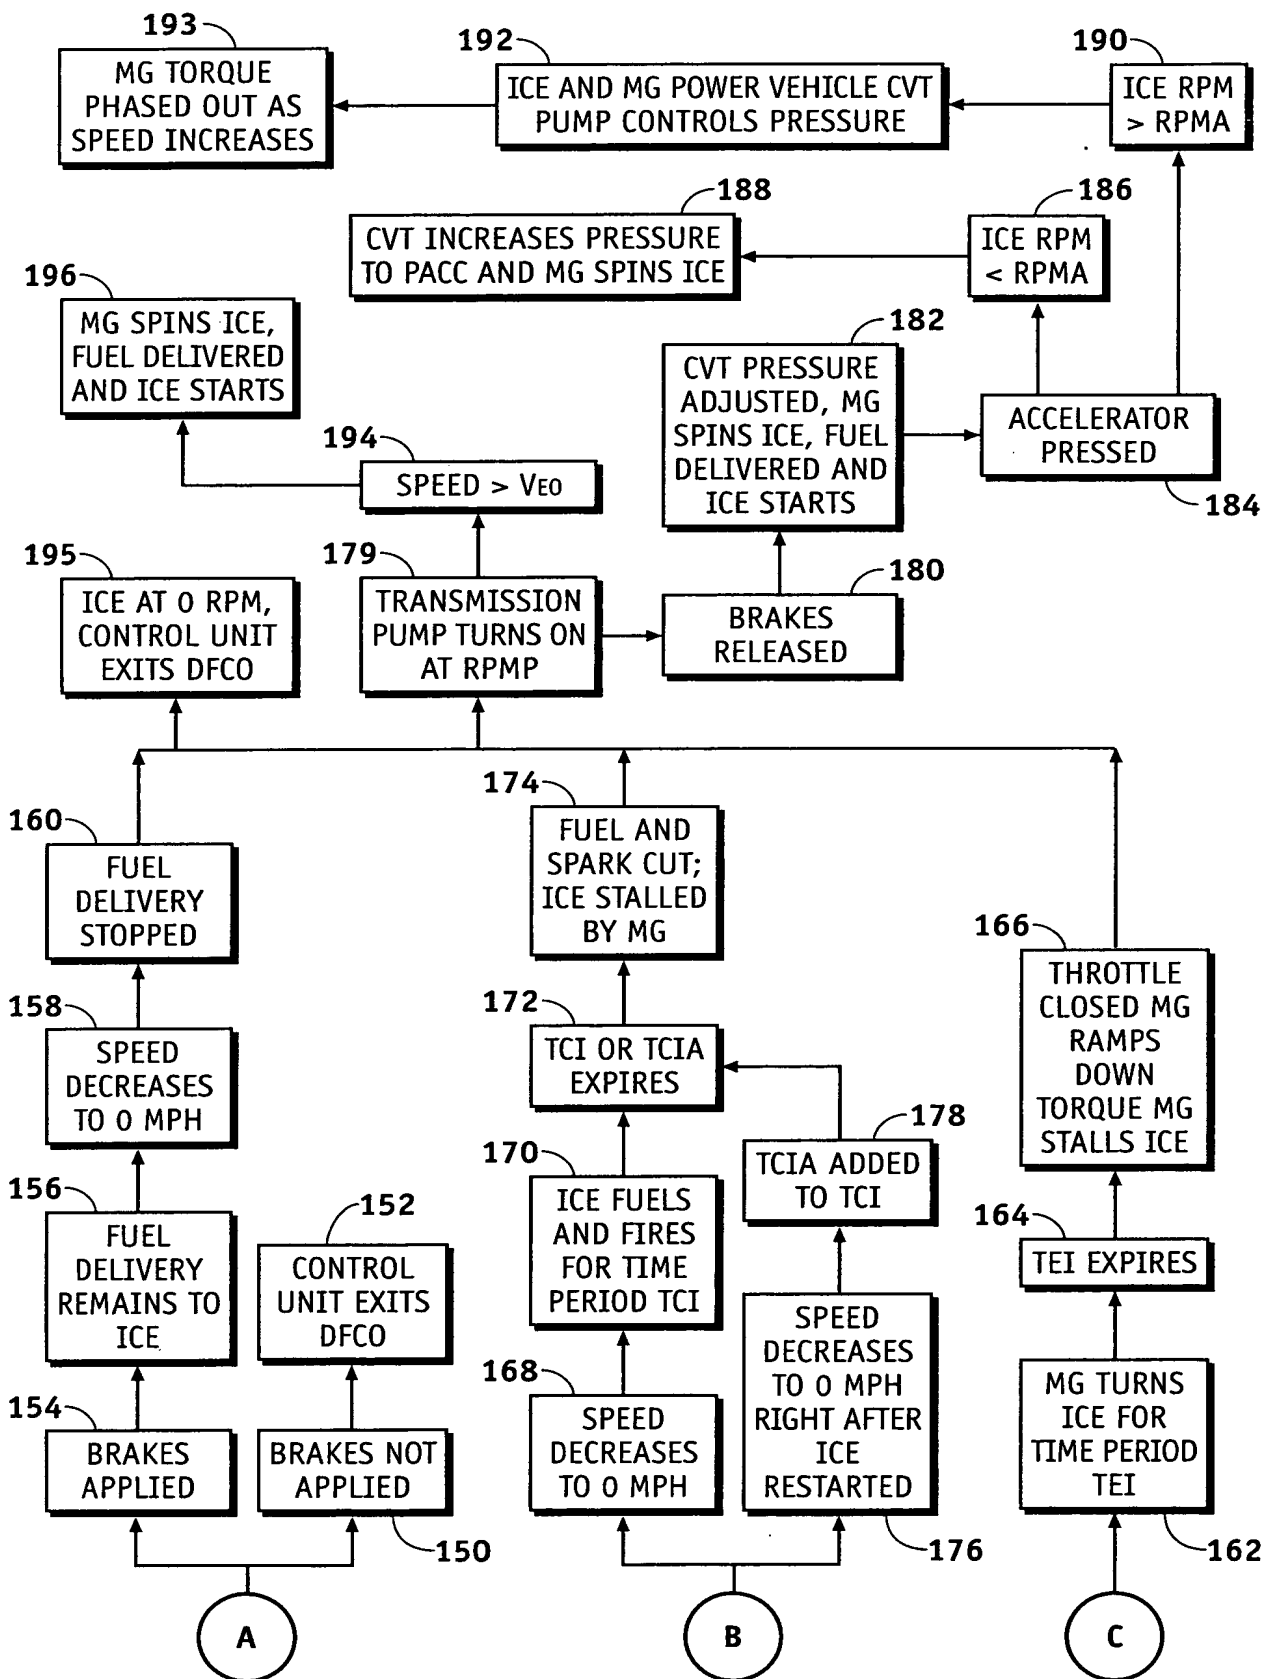 193
MG TORQUE
PHASED OUT AS
SPEED INCREASES
192
ICE AND MG POWER VEHICLE CVT
PUMP CONTROLS PRESSURE
190
ICE RPM
> RPMA
188
CVT INCREASES PRESSURE
TO PACC AND MG SPINS ICE
186
ICE RPM
< RPMA
196
MG SPINS ICE,
FUEL DELIVERED
AND ICE STARTS
182
CVT PRESSURE
ADJUSTED, MG
SPINS ICE, FUEL
DELIVERED AND
ICE STARTS
ACCELERATOR
PRESSED
184
194
SPEED > VEO
195
ICE AT 0 RPM,
CONTROL UNIT
EXITS DFCO
179
TRANSMISSION
PUMP TURNS ON
AT RPMP
180
BRAKES
RELEASED
160
FUEL
DELIVERY
STOPPED
174
FUEL AND
SPARK CUT;
ICE STALLED
BY MG
166
THROTTLE
CLOSED MG
RAMPS
DOWN
TORQUE MG
STALLS ICE
158
SPEED
DECREASES
TO 0 MPH
172
TCI OR TCIA
EXPIRES
178
TCIA ADDED
TO TCI
156
FUEL
DELIVERY
REMAINS TO
ICE
152
CONTROL
UNIT EXITS
DFCO
170
ICE FUELS
AND FIRES
FOR TIME
PERIOD TCI
164
TEI EXPIRES
154
BRAKES
APPLIED
BRAKES NOT
APPLIED
150
168
SPEED
DECREASES
TO 0 MPH
SPEED
DECREASES
TO 0 MPH
RIGHT AFTER
ICE
RESTARTED
176
MG TURNS
ICE FOR
TIME PERIOD
TEI
162
A
B
C